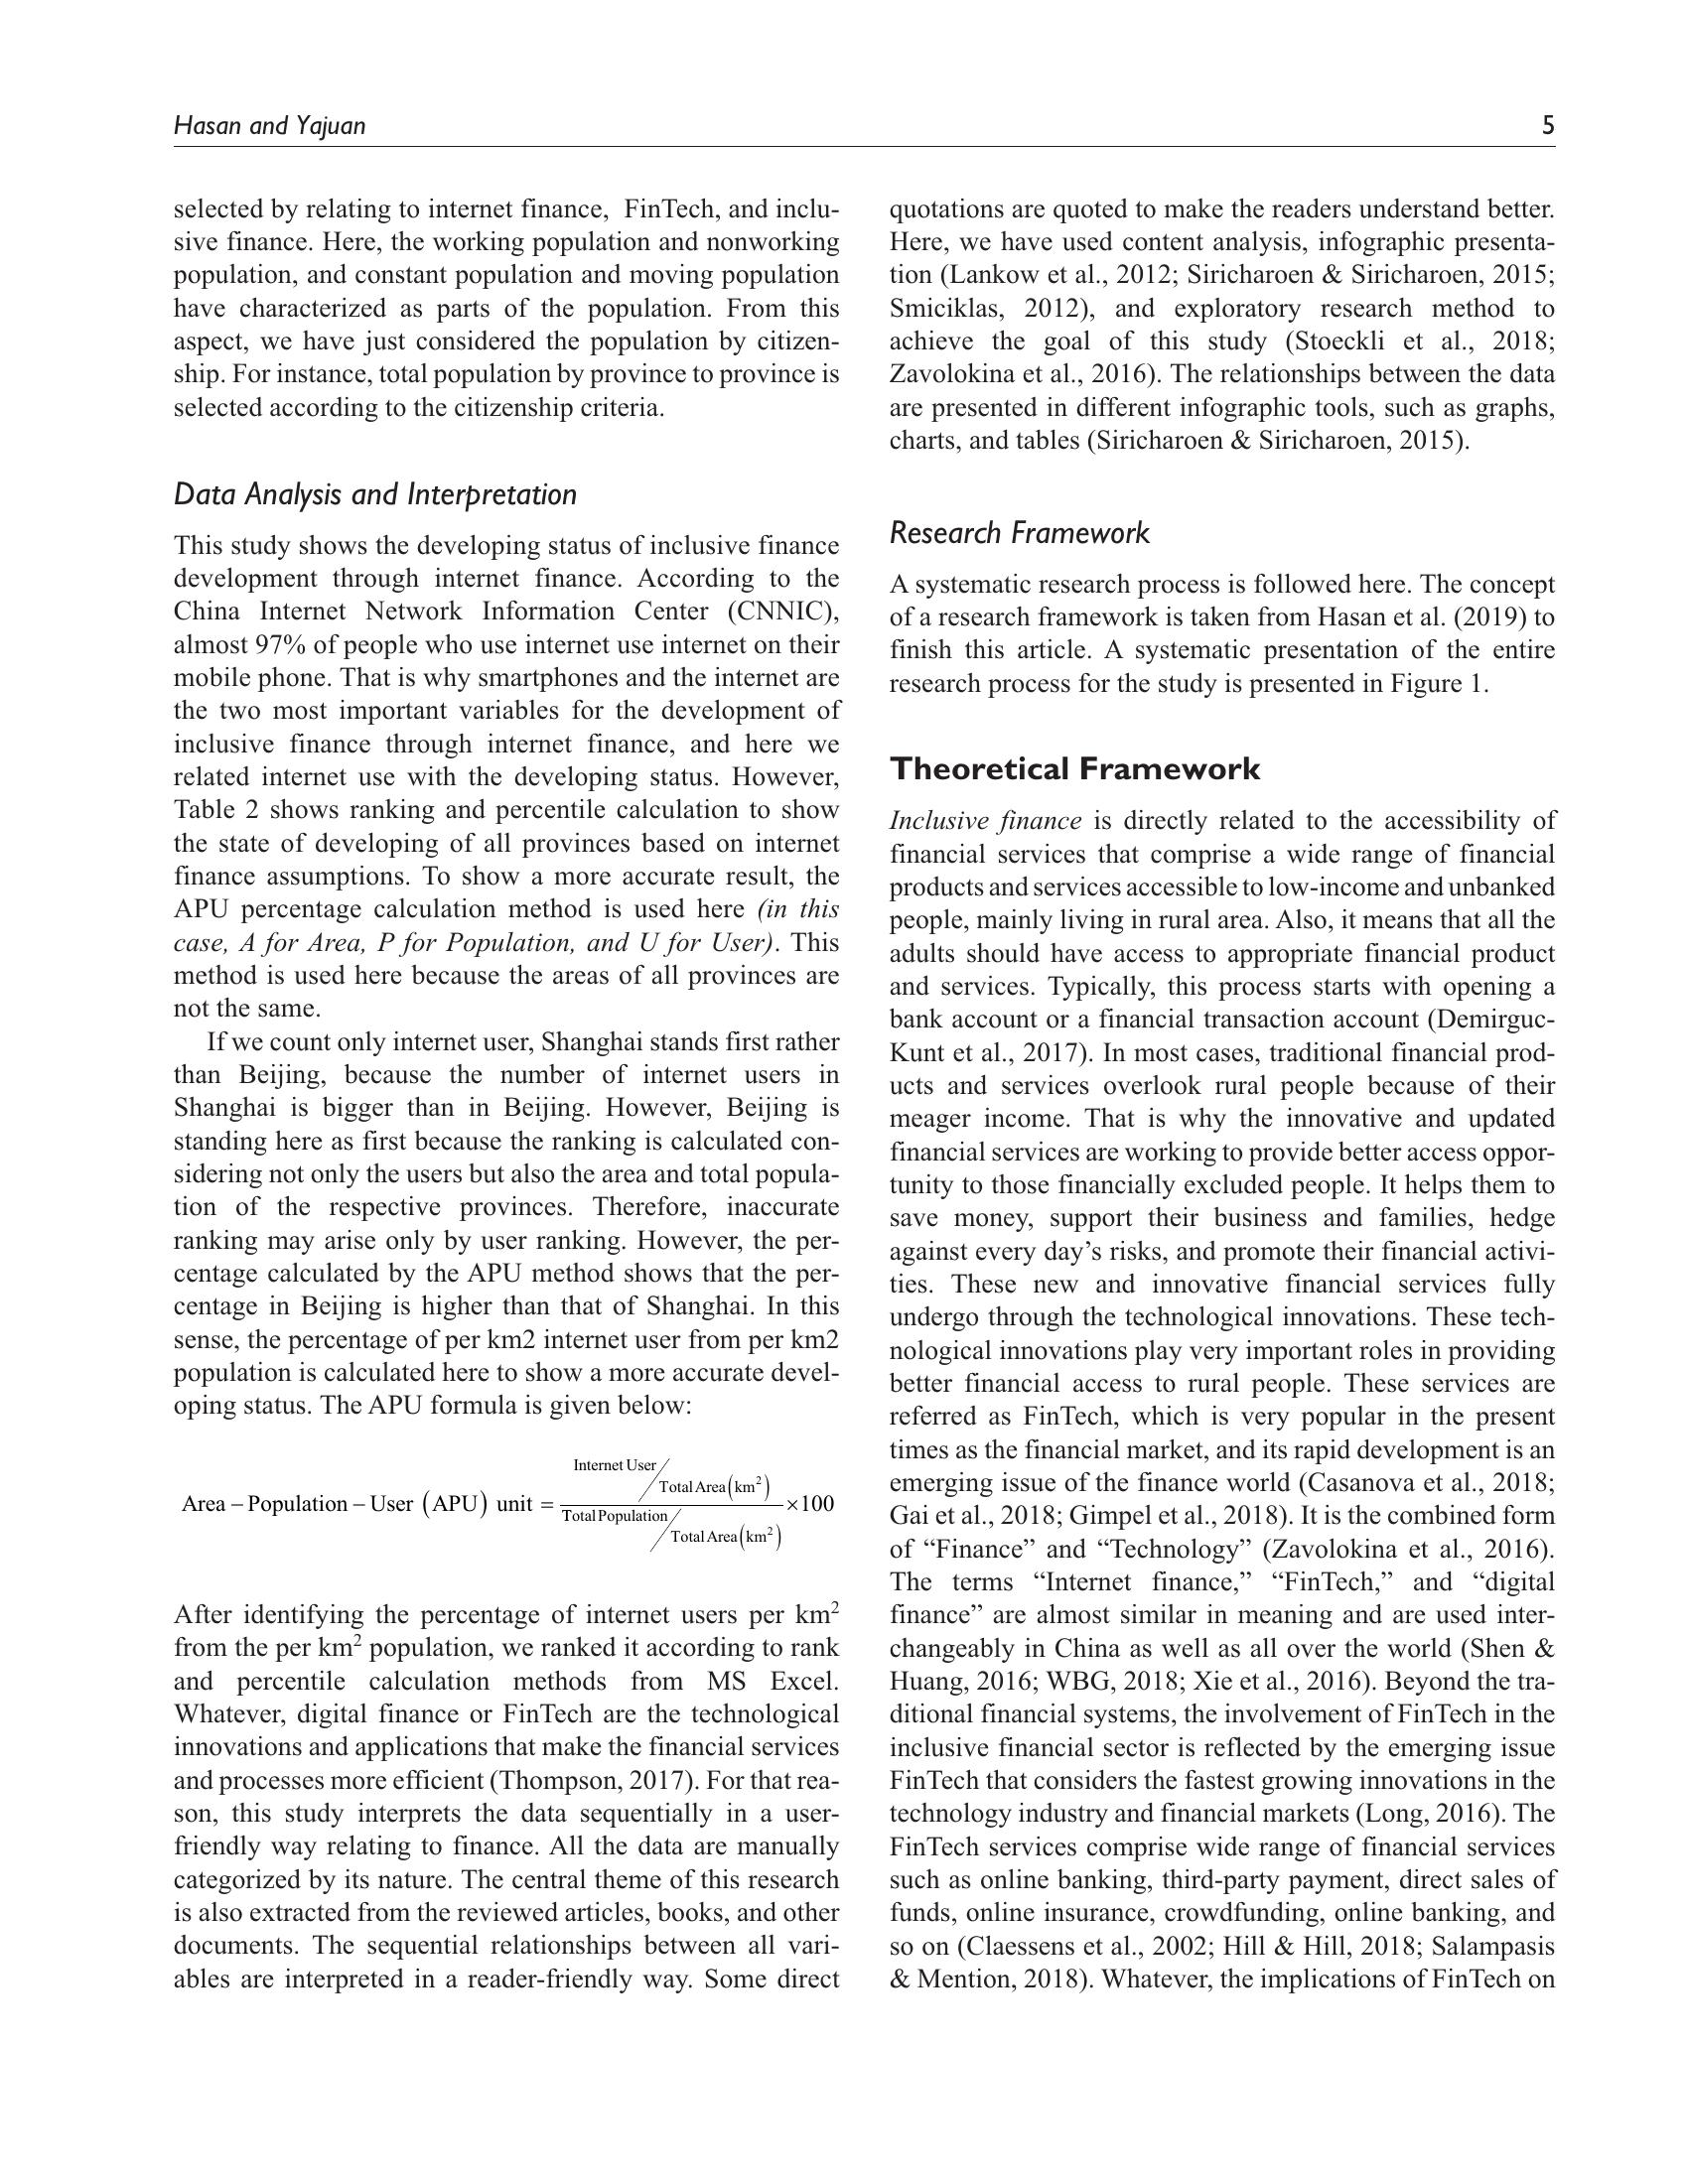 Hasan and Yajuan 5
selected by relating to internet finance, FinTech, and inclu-
sive finance. Here, the working population and nonworking
population, and constant population and moving population
have characterized as parts of the population. From this
aspect, we have just considered the population by citizen-
ship. For instance, total population by province to province is
selected according to the citizenship criteria.
Data Analysis and Interpretation
This study shows the developing status of inclusive finance
development through internet finance. According to the
China Internet Network Information Center (CNNIC),
almost 97% of people who use internet use internet on their
mobile phone. That is why smartphones and the internet are
the two most important variables for the development of
inclusive finance through internet finance, and here we
related internet use with the developing status. However,
Table 2 shows ranking and percentile calculation to show
the state of developing of all provinces based on internet
finance assumptions. To show a more accurate result, the
APU percentage calculation method is used here (in this
case, A for Area, P for Population, and U for User). This
method is used here because the areas of all provinces are
not the same.
If we count only internet user, Shanghai stands first rather
than Beijing, because the number of internet users in
Shanghai is bigger than in Beijing. However, Beijing is
standing here as first because the ranking is calculated con-
sidering not only the users but also the area and total popula-
tion of the respective provinces. Therefore, inaccurate
ranking may arise only by user ranking. However, the per-
centage calculated by the APU method shows that the per-
centage in Beijing is higher than that of Shanghai. In this
sense, the percentage of per km2 internet user from per km2
population is calculated here to show a more accurate devel-
oping status. The APU formula is given below:
Area – Population – User (APU) unit = Internet User / Total Area (km²)
Total Population / Total Area (km²) ×100
After identifying the percentage of internet users per km²
from the per km² population, we ranked it according to rank
and percentile calculation methods from MS Excel.
Whatever, digital finance or FinTech are the technological
innovations and applications that make the financial services
and processes more efficient (Thompson, 2017). For that rea-
son, this study interprets the data sequentially in a user-
friendly way relating to finance. All the data are manually
categorized by its nature. The central theme of this research
is also extracted from the reviewed articles, books, and other
documents. The sequential relationships between all vari-
ables are interpreted in a reader-friendly way. Some direct
quotations are quoted to make the readers understand better.
Here, we have used content analysis, infographic presenta-
tion (Lankow et al., 2012; Siricharoen & Siricharoen, 2015;
Smiciklas, 2012), and exploratory research method to
achieve the goal of this study (Stoeckli et al., 2018;
Zavolokina et al., 2016). The relationships between the data
are presented in different infographic tools, such as graphs,
charts, and tables (Siricharoen & Siricharoen, 2015).
Research Framework
A systematic research process is followed here. The concept
of a research framework is taken from Hasan et al. (2019) to
finish this article. A systematic presentation of the entire
research process for the study is presented in Figure 1.
Theoretical Framework
Inclusive finance is directly related to the accessibility of
financial services that comprise a wide range of financial
products and services accessible to low-income and unbanked
people, mainly living in rural area. Also, it means that all the
adults should have access to appropriate financial product
and services. Typically, this process starts with opening a
bank account or a financial transaction account (Demirguc-
Kunt et al., 2017). In most cases, traditional financial prod-
ucts and services overlook rural people because of their
meager income. That is why the innovative and updated
financial services are working to provide better access oppor-
tunity to those financially excluded people. It helps them to
save money, support their business and families, hedge
against every day’s risks, and promote their financial activi-
ties. These new and innovative financial services fully
undergo through the technological innovations. These tech-
nological innovations play very important roles in providing
better financial access to rural people. These services are
referred as FinTech, which is very popular in the present
times as the financial market, and its rapid development is an
emerging issue of the finance world (Casanova et al., 2018;
Gai et al., 2018; Gimpel et al., 2018). It is the combined form
of “Finance” and “Technology” (Zavolokina et al., 2016).
The terms “Internet finance,” “FinTech,” and “digital
finance” are almost similar in meaning and are used inter-
changeably in China as well as all over the world (Shen &
Huang, 2016; WBG, 2018; Xie et al., 2016). Beyond the tra-
ditional financial systems, the involvement of FinTech in the
inclusive financial sector is reflected by the emerging issue
FinTech that considers the fastest growing innovations in the
technology industry and financial markets (Long, 2016). The
FinTech services comprise wide range of financial services
such as online banking, third-party payment, direct sales of
funds, online insurance, crowdfunding, online banking, and
so on (Claessens et al., 2002; Hill & Hill, 2018; Salampasis
& Mention, 2018). Whatever, the implications of FinTech on